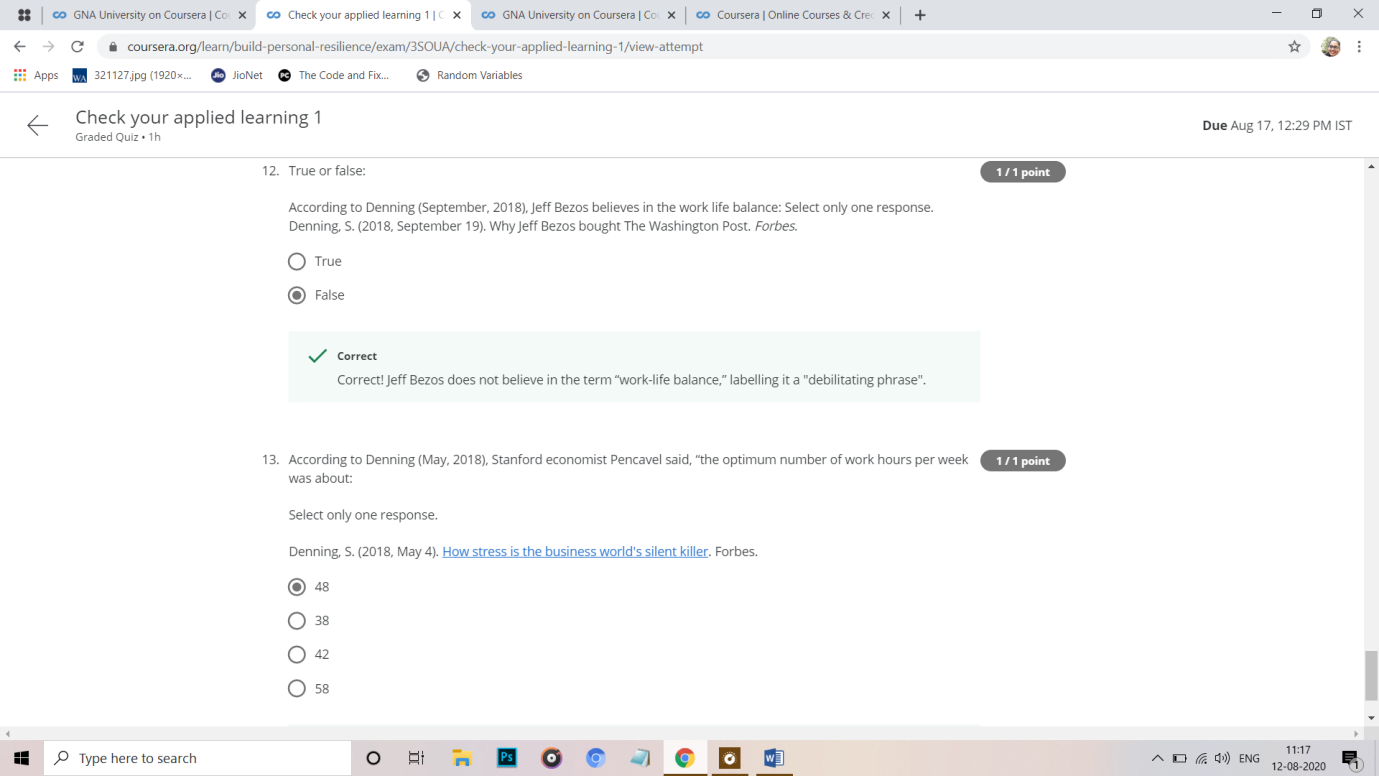 GNA University on Coursera | Co
Check your applied learning 1 | C
GNA University on Coursera | Co
Coursera | Online Courses & Cre
coursera.org/learn/build-personal-resilience/exam/3SOUA/check-your-applied-learning-1/view-attempt
Apps
WA
321127.jpg (1920×...
Jio
JioNet
PC
The Code and Fix...
Random Variables
Check your applied learning 1
Graded Quiz • 1h
Due Aug 17, 12:29 PM IST
12. True or false:
1 / 1 point
According to Denning (September, 2018), Jeff Bezos believes in the work life balance: Select only one response.
Denning, S. (2018, September 19). Why Jeff Bezos bought The Washington Post. Forbes.
True
False
Correct
Correct! Jeff Bezos does not believe in the term “work-life balance,” labelling it a "debilitating phrase".
13. According to Denning (May, 2018), Stanford economist Pencavel said, “the optimum number of work hours per week
1 / 1 point
was about:
Select only one response.
Denning, S. (2018, May 4). How stress is the business world's silent killer. Forbes.
48
38
42
58
Type here to search
Ps
W
ENG
11:17
12-08-2020
1